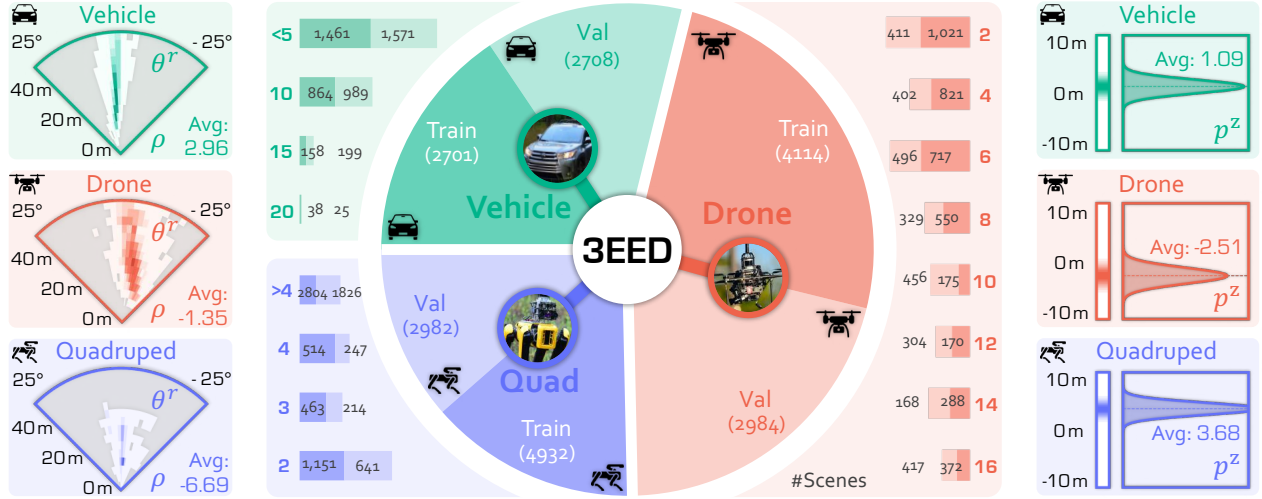 Vehicle
25°
-25°
θʳ
40m
20m
0m
ρ
Avg:
2.96
Drone
25°
-25°
θʳ
40m
20m
0m
ρ
Avg:
-1.35
Quadruped
25°
-25°
θʳ
40m
20m
0m
ρ
Avg:
-6.69
<5
1,461
1,571
10
864
989
15
158
199
20
38
25
>4
2804
1826
4
514
247
3
463
214
2
1,151
641
Val
(2708)
Train
(2701)
Vehicle
Train
(4114)
Drone
3EED
Val
(2982)
Quad
Train
(4932)
Val
(2984)
411
1,021
2
402
821
4
496
717
6
329
550
8
456
175
10
304
170
12
168
288
14
417
372
16
#Scenes
Vehicle
10m
0m
-10m
Avg: 1.09
pᶻ
Drone
10m
0m
-10m
Avg: -2.51
pᶻ
Quadruped
10m
0m
-10m
Avg: 3.68
pᶻ